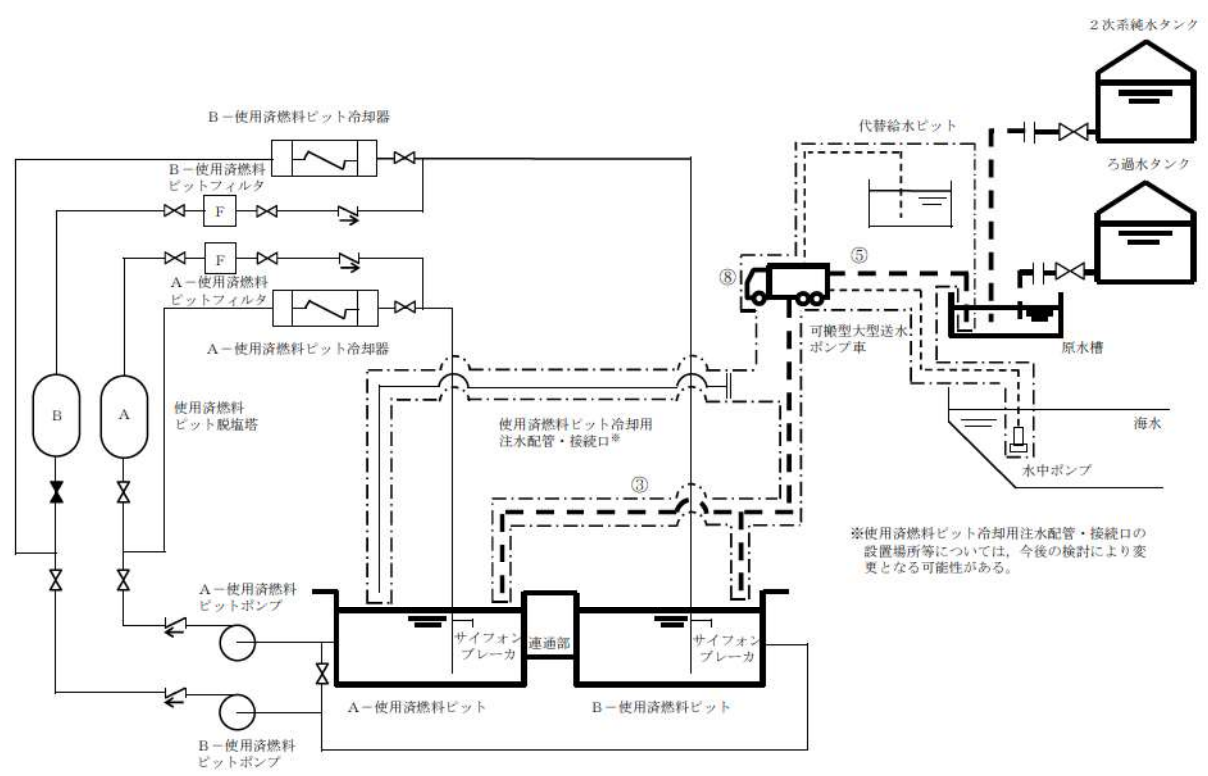 ２次系純水タンク
Ｂ－使用済燃料ピット冷却器
代替給水ピット
Ｂ－使用済燃料
ピットフィルタ
ろ過水タンク
F
F
⑤
⑧
Ａ－使用済燃料
ピットフィルタ
可搬型大型送水
ポンプ車
原水槽
Ａ－使用済燃料ピット冷却器
B
A
使用済燃料
ピット脱塩塔
使用済燃料ピット冷却用
注水配管・接続口※
海水
水中ポンプ
③
※使用済燃料ピット冷却用注水配管・接続口の
設置場所等については，今後の検討により変
更となる可能性がある。
Ａ－使用済燃料
ピットポンプ
サイフォン
ブレーカ
連通部
サイフォン
ブレーカ
Ａ－使用済燃料ピット
Ｂ－使用済燃料ピット
Ｂ－使用済燃料
ピットポンプ